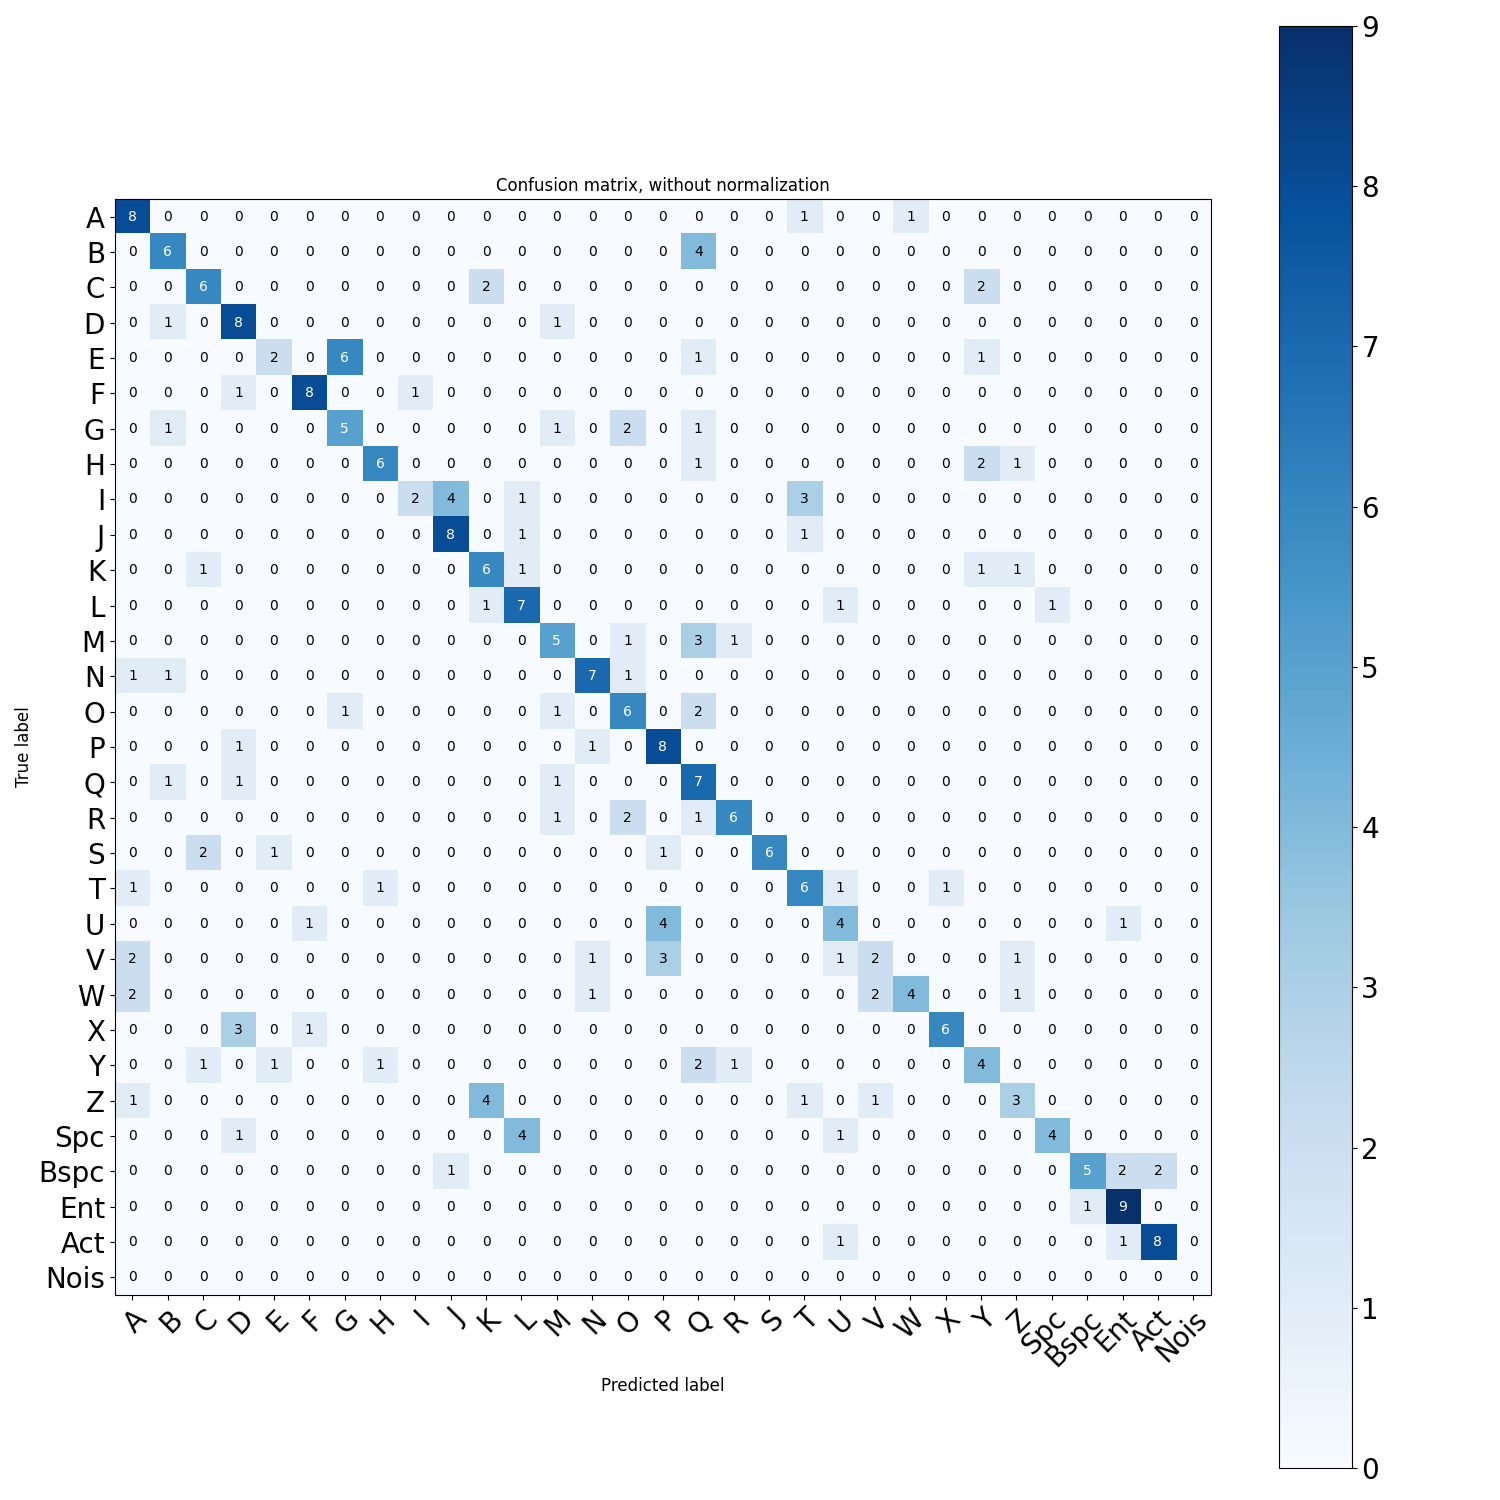 Confusion matrix, without normalization
A 8 0 0 0 0 0 0 0 0 0 0 0 0 0 0 0 0 0 0 1 0 0 1 0 0 0 0 0 0 0 0
B 0 6 0 0 0 0 0 0 0 0 0 0 0 0 0 0 4 0 0 0 0 0 0 0 0 0 0 0 0 0 0
C 0 0 6 0 0 0 0 0 0 0 2 0 0 0 0 0 0 0 0 0 0 0 0 0 2 0 0 0 0 0 0
D 0 1 0 8 0 0 0 0 0 0 0 0 1 0 0 0 0 0 0 0 0 0 0 0 0 0 0 0 0 0 0
E 0 0 0 0 2 0 6 0 0 0 0 0 0 0 0 0 1 0 0 0 0 0 0 0 1 0 0 0 0 0 0
F 0 0 0 1 0 8 0 0 1 0 0 0 0 0 0 0 0 0 0 0 0 0 0 0 0 0 0 0 0 0 0
G 0 1 0 0 0 0 5 0 0 0 0 0 1 0 2 0 1 0 0 0 0 0 0 0 0 0 0 0 0 0 0
H 0 0 0 0 0 0 0 6 0 0 0 0 0 0 0 0 1 0 0 0 0 0 0 0 2 1 0 0 0 0 0
I 0 0 0 0 0 0 0 0 2 4 0 1 0 0 0 0 0 0 0 3 0 0 0 0 0 0 0 0 0 0 0
J 0 0 0 0 0 0 0 0 0 8 0 1 0 0 0 0 0 0 0 1 0 0 0 0 0 0 0 0 0 0 0
K 0 0 1 0 0 0 0 0 0 0 6 1 0 0 0 0 0 0 0 0 0 0 0 0 1 1 0 0 0 0 0
L 0 0 0 0 0 0 0 0 0 0 1 7 0 0 0 0 0 0 0 0 1 0 0 0 0 0 1 0 0 0 0
M 0 0 0 0 0 0 0 0 0 0 0 0 5 0 1 0 3 1 0 0 0 0 0 0 0 0 0 0 0 0 0
N 1 1 0 0 0 0 0 0 0 0 0 0 0 7 1 0 0 0 0 0 0 0 0 0 0 0 0 0 0 0 0
O 0 0 0 0 0 0 1 0 0 0 0 0 1 0 6 0 2 0 0 0 0 0 0 0 0 0 0 0 0 0 0
P 0 0 0 1 0 0 0 0 0 0 0 0 0 1 0 8 0 0 0 0 0 0 0 0 0 0 0 0 0 0 0
Q 0 1 0 1 0 0 0 0 0 0 0 0 1 0 0 0 7 0 0 0 0 0 0 0 0 0 0 0 0 0 0
R 0 0 0 0 0 0 0 0 0 0 0 0 1 0 2 0 1 6 0 0 0 0 0 0 0 0 0 0 0 0 0
S 0 0 2 0 1 0 0 0 0 0 0 0 0 0 0 1 0 0 6 0 0 0 0 0 0 0 0 0 0 0 0
T 1 0 0 0 0 0 0 1 0 0 0 0 0 0 0 0 0 0 0 6 1 0 0 1 0 0 0 0 0 0 0
U 0 0 0 0 0 1 0 0 0 0 0 0 0 0 0 4 0 0 0 0 4 0 0 0 0 0 0 0 1 0 0
V 2 0 0 0 0 0 0 0 0 0 0 0 0 1 0 3 0 0 0 0 1 2 0 0 0 1 0 0 0 0 0
W 2 0 0 0 0 0 0 0 0 0 0 0 0 1 0 0 0 0 0 0 0 2 4 0 0 1 0 0 0 0 0
X 0 0 0 3 0 1 0 0 0 0 0 0 0 0 0 0 0 0 0 0 0 0 0 6 0 0 0 0 0 0 0
Y 0 0 1 0 1 0 0 1 0 0 0 0 0 0 0 0 2 1 0 0 0 0 0 0 4 0 0 0 0 0 0
Z 1 0 0 0 0 0 0 0 0 0 4 0 0 0 0 0 0 0 0 1 0 1 0 0 0 3 0 0 0 0 0
Spc 0 0 0 1 0 0 0 0 0 0 0 4 0 0 0 0 0 0 0 0 1 0 0 0 0 0 4 0 0 0 0
Bspc 0 0 0 0 0 0 0 0 0 1 0 0 0 0 0 0 0 0 0 0 0 0 0 0 0 0 0 5 2 2 0
Ent 0 0 0 0 0 0 0 0 0 0 0 0 0 0 0 0 0 0 0 0 0 0 0 0 0 0 0 1 9 0 0
Act 0 0 0 0 0 0 0 0 0 0 0 0 0 0 0 0 0 0 0 0 1 0 0 0 0 0 0 0 1 8 0
Nois 0 0 0 0 0 0 0 0 0 0 0 0 0 0 0 0 0 0 0 0 0 0 0 0 0 0 0 0 0 0 0
A B C D E F G H I J K L M N O P Q R S T U V W X Y Z Spc Bspc Ent Act Nois
Predicted label
True label
9
8
7
6
5
4
3
2
1
0